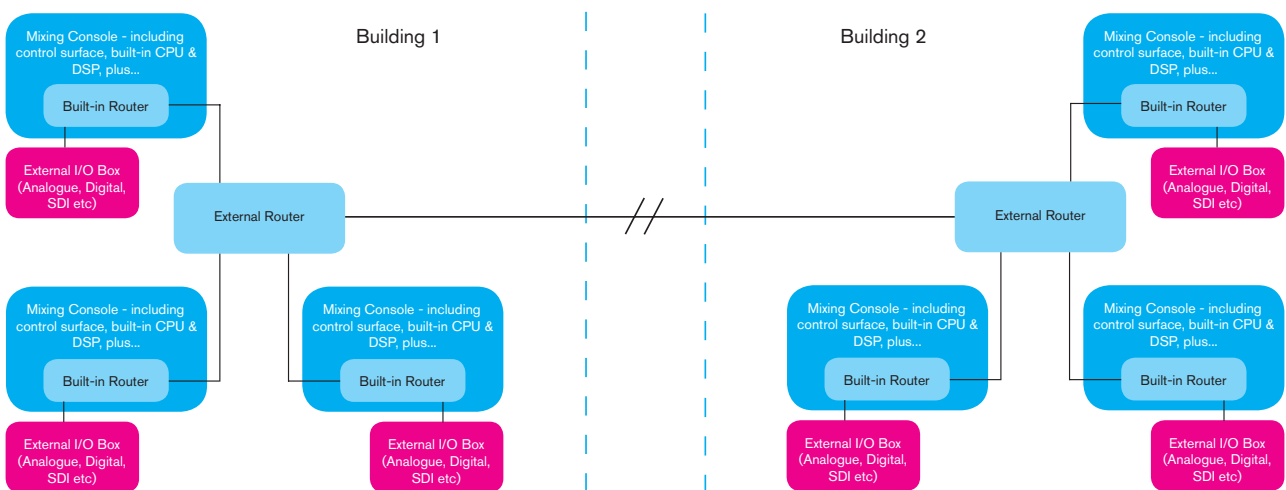 Building 1
Mixing Console - including
control surface, built-in CPU &
DSP, plus...
Built-in Router
External I/O Box
(Analogue, Digital,
SDI etc)
External Router
Mixing Console - including
control surface, built-in CPU &
DSP, plus...
Built-in Router
External I/O Box
(Analogue, Digital,
SDI etc)
Mixing Console - including
control surface, built-in CPU &
DSP, plus...
Built-in Router
External I/O Box
(Analogue, Digital,
SDI etc)
Building 2
Mixing Console - including
control surface, built-in CPU &
DSP, plus...
Built-in Router
External I/O Box
(Analogue, Digital,
SDI etc)
External Router
Mixing Console - including
control surface, built-in CPU &
DSP, plus...
Built-in Router
External I/O Box
(Analogue, Digital,
SDI etc)
Mixing Console - including
control surface, built-in CPU &
DSP, plus...
Built-in Router
External I/O Box
(Analogue, Digital,
SDI etc)